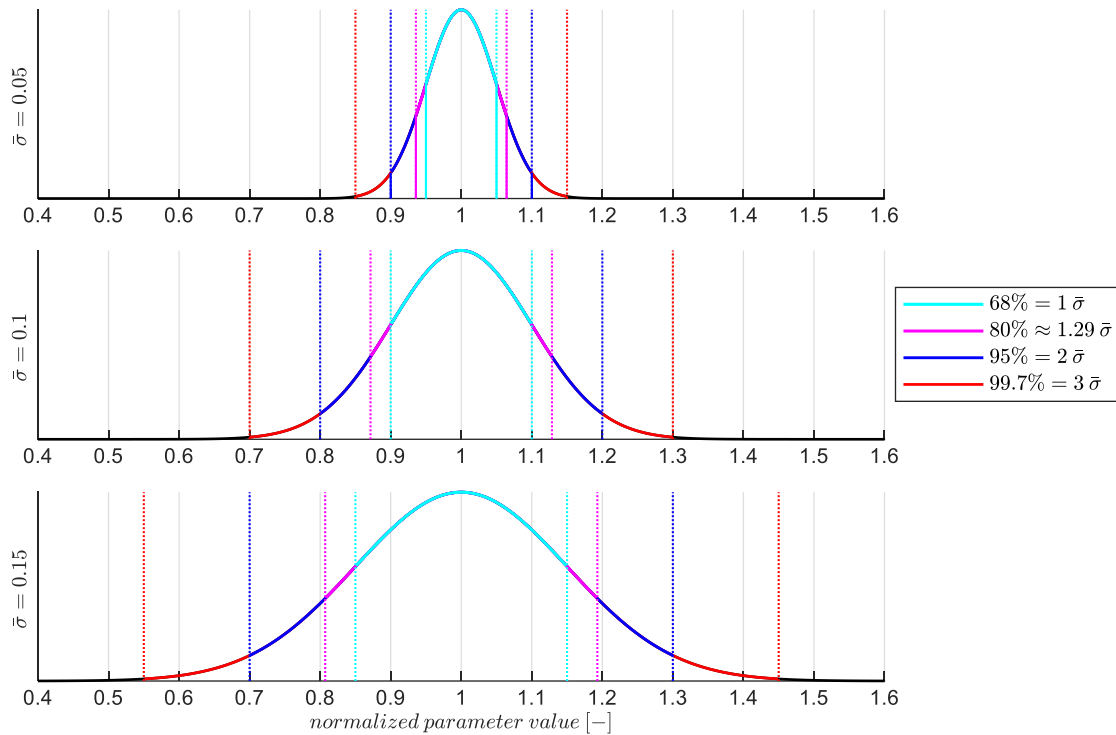 σ̄ = 0.05
0.4 0.5 0.6 0.7 0.8 0.9 1 1.1 1.2 1.3 1.4 1.5 1.6
σ̄ = 0.1
0.4 0.5 0.6 0.7 0.8 0.9 1 1.1 1.2 1.3 1.4 1.5 1.6
68% = 1 σ̄
80% ≈ 1.29 σ̄
95% = 2 σ̄
99.7% = 3 σ̄
σ̄ = 0.15
0.4 0.5 0.6 0.7 0.8 0.9 1 1.1 1.2 1.3 1.4 1.5 1.6
normalized parameter value [−]